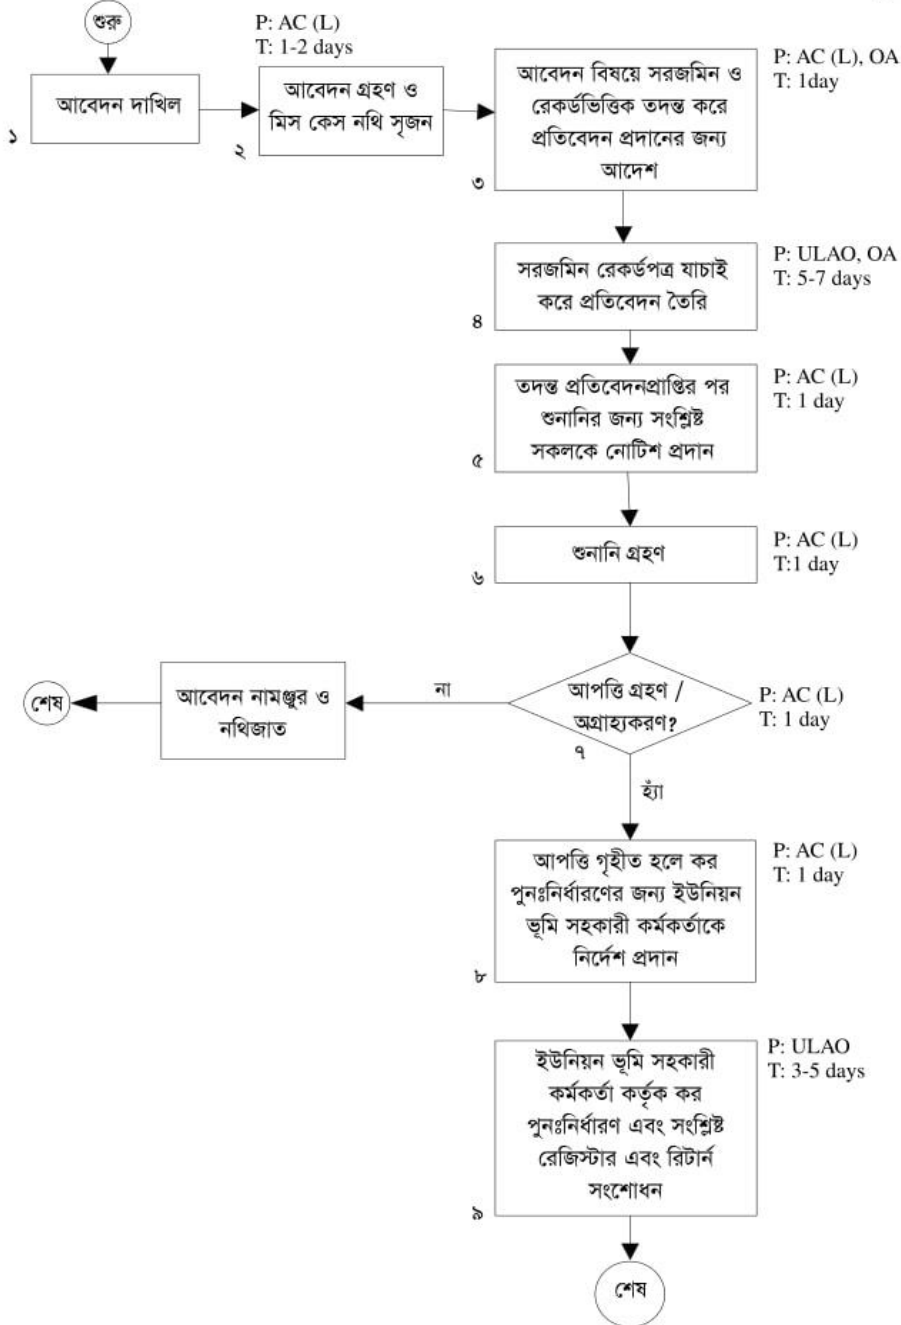 শুরু
আবেদন দাখিল
১
P: AC (L)
T: 1-2 days
আবেদন গ্রহণ ও
মিস কেস নথি সৃজন
২
আবেদন বিষয়ে সরজমিন ও
রেকর্ডভিত্তিক তদন্ত করে
প্রতিবেদন প্রদানের জন্য
আদেশ
৩
P: AC (L), OA
T: 1day
সরজমিন রেকর্ডপত্র যাচাই
করে প্রতিবেদন তৈরি
৪
P: ULAO, OA
T: 5-7 days
তদন্ত প্রতিবেদনপ্রাপ্তির পর
শুনানির জন্য সংশ্লিষ্ট
সকলকে নোটিশ প্রদান
৫
P: AC (L)
T: 1 day
শুনানি গ্রহণ
৬
P: AC (L)
T:1 day
আপত্তি গ্রহণ /
অগ্রাহ্যকরণ?
৭
P: AC (L)
T: 1 day
না
আবেদন নামঞ্জুর ও
নথিজাত
শেষ
হ্যাঁ
আপত্তি গৃহীত হলে কর
পুনঃনির্ধারণের জন্য ইউনিয়ন
ভূমি সহকারী কর্মকর্তাকে
নির্দেশ প্রদান
৮
P: AC (L)
T: 1 day
ইউনিয়ন ভূমি সহকারী
কর্মকর্তা কর্তৃক কর
পুনঃনির্ধারণ এবং সংশ্লিষ্ট
রেজিস্টার এবং রিটার্ন
সংশোধন
৯
P: ULAO
T: 3-5 days
শেষ